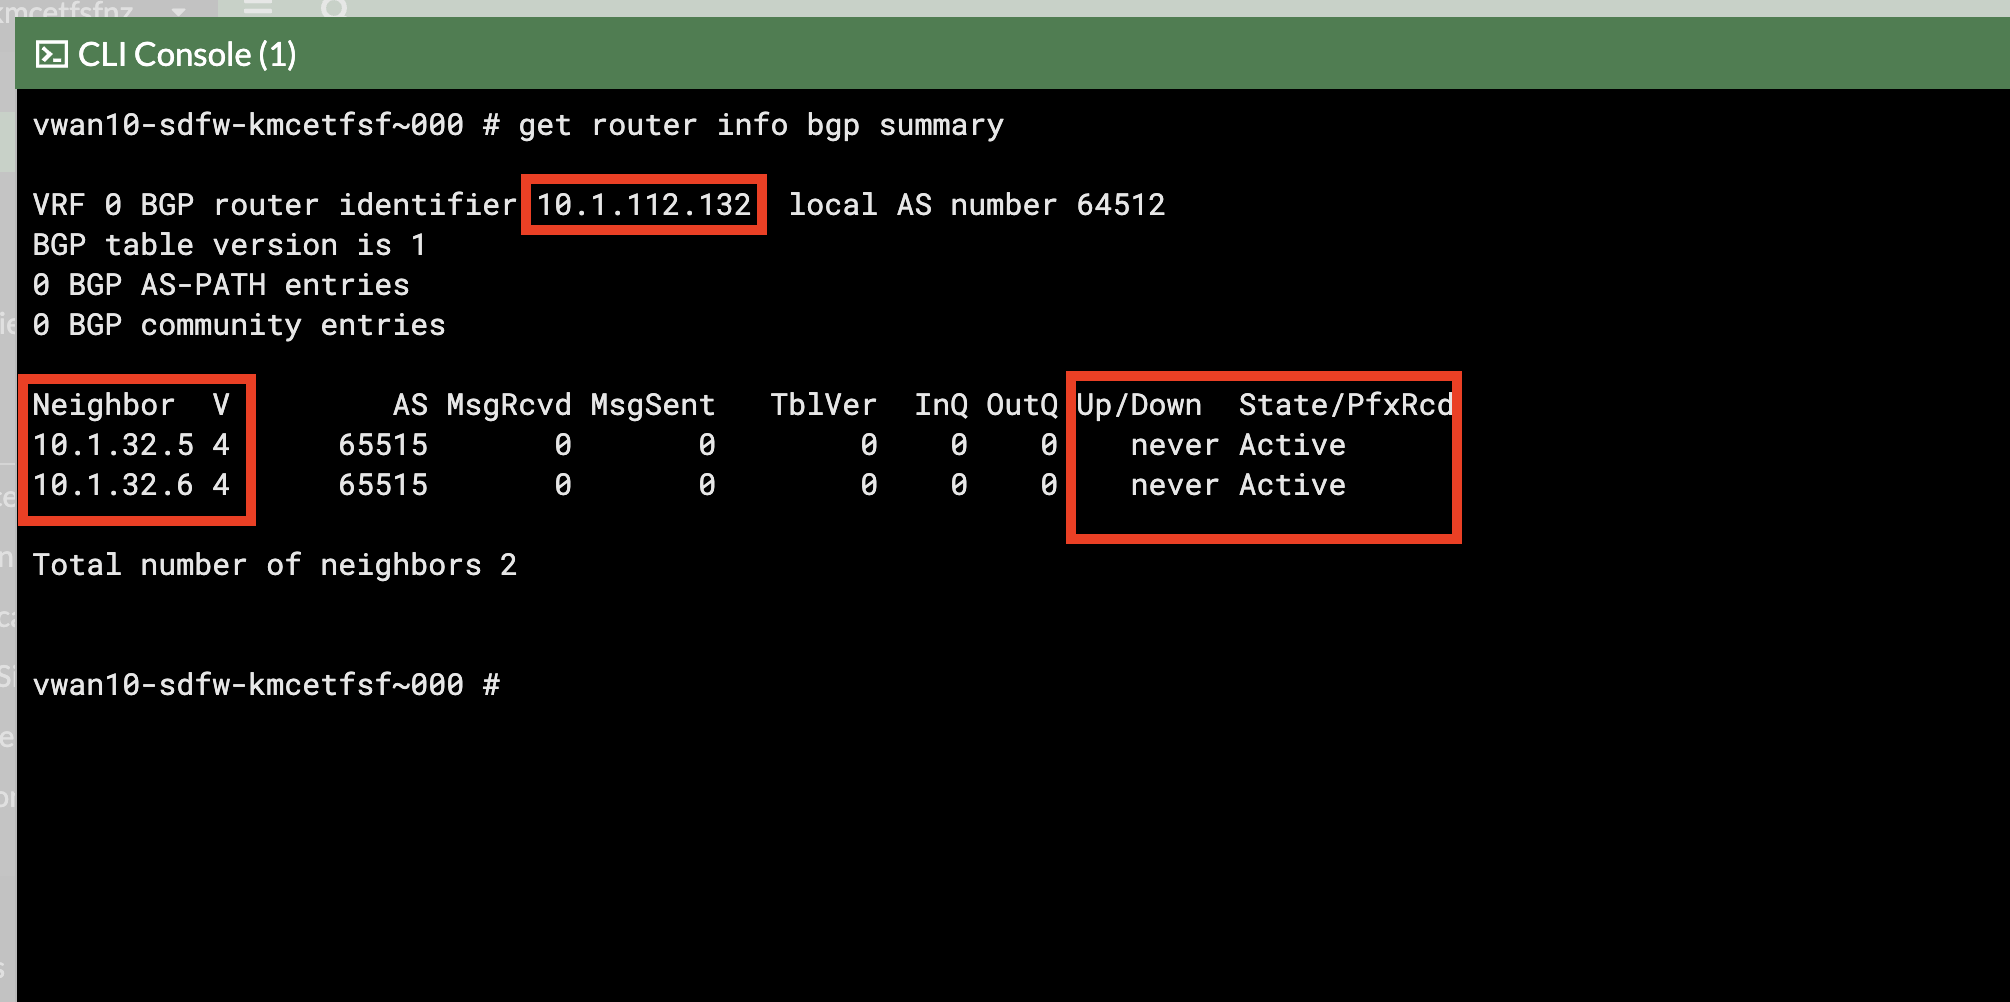 kmcetfsfnz
CLI Console (1)
vwan10-sdfw-kmcetfsf~000 # get router info bgp summary
VRF 0 BGP router identifier 10.1.112.132 local AS number 64512
BGP table version is 1
0 BGP AS-PATH entries
0 BGP community entries
Neighbor V AS MsgRcvd MsgSent TblVer InQ OutQ Up/Down State/PfxRcd
10.1.32.5 4 65515 0 0 0 0 0 never Active
10.1.32.6 4 65515 0 0 0 0 0 never Active
Total number of neighbors 2
vwan10-sdfw-kmcetfsf~000 #